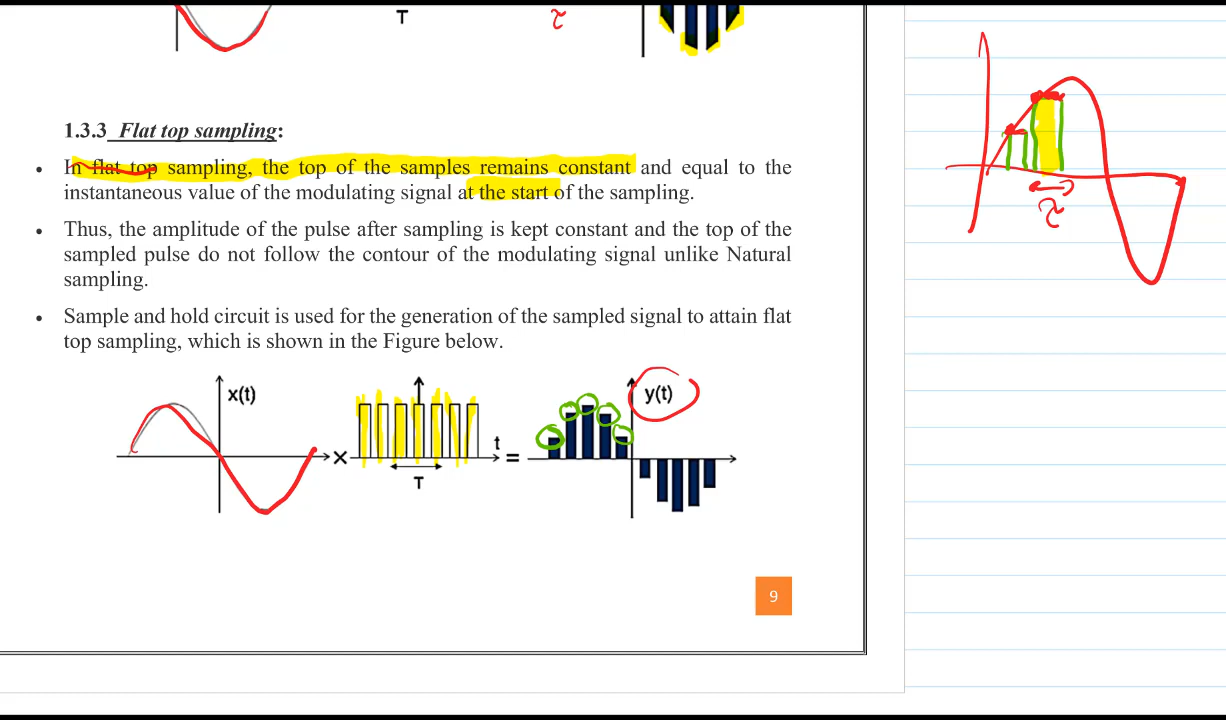 T
τ
1.3.3 Flat top sampling:
• In flat top sampling, the top of the samples remains constant and equal to the
instantaneous value of the modulating signal at the start of the sampling.
• Thus, the amplitude of the pulse after sampling is kept constant and the top of the
sampled pulse do not follow the contour of the modulating signal unlike Natural
sampling.
• Sample and hold circuit is used for the generation of the sampled signal to attain flat
top sampling, which is shown in the Figure below.
x(t)
×
T
t
=
y(t)
9
τ